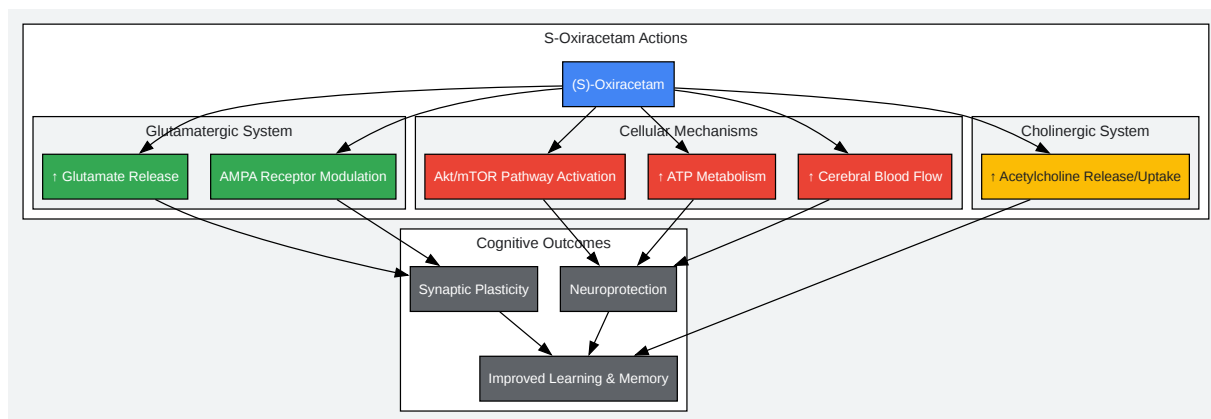 S-Oxiracetam Actions
(S)-Oxiracetam
Glutamatergic System
Cellular Mechanisms
Cholinergic System
↑ Glutamate Release
AMPA Receptor Modulation
Akt/mTOR Pathway Activation
↑ ATP Metabolism
↑ Cerebral Blood Flow
↑ Acetylcholine Release/Uptake
Cognitive Outcomes
Synaptic Plasticity
Neuroprotection
Improved Learning & Memory